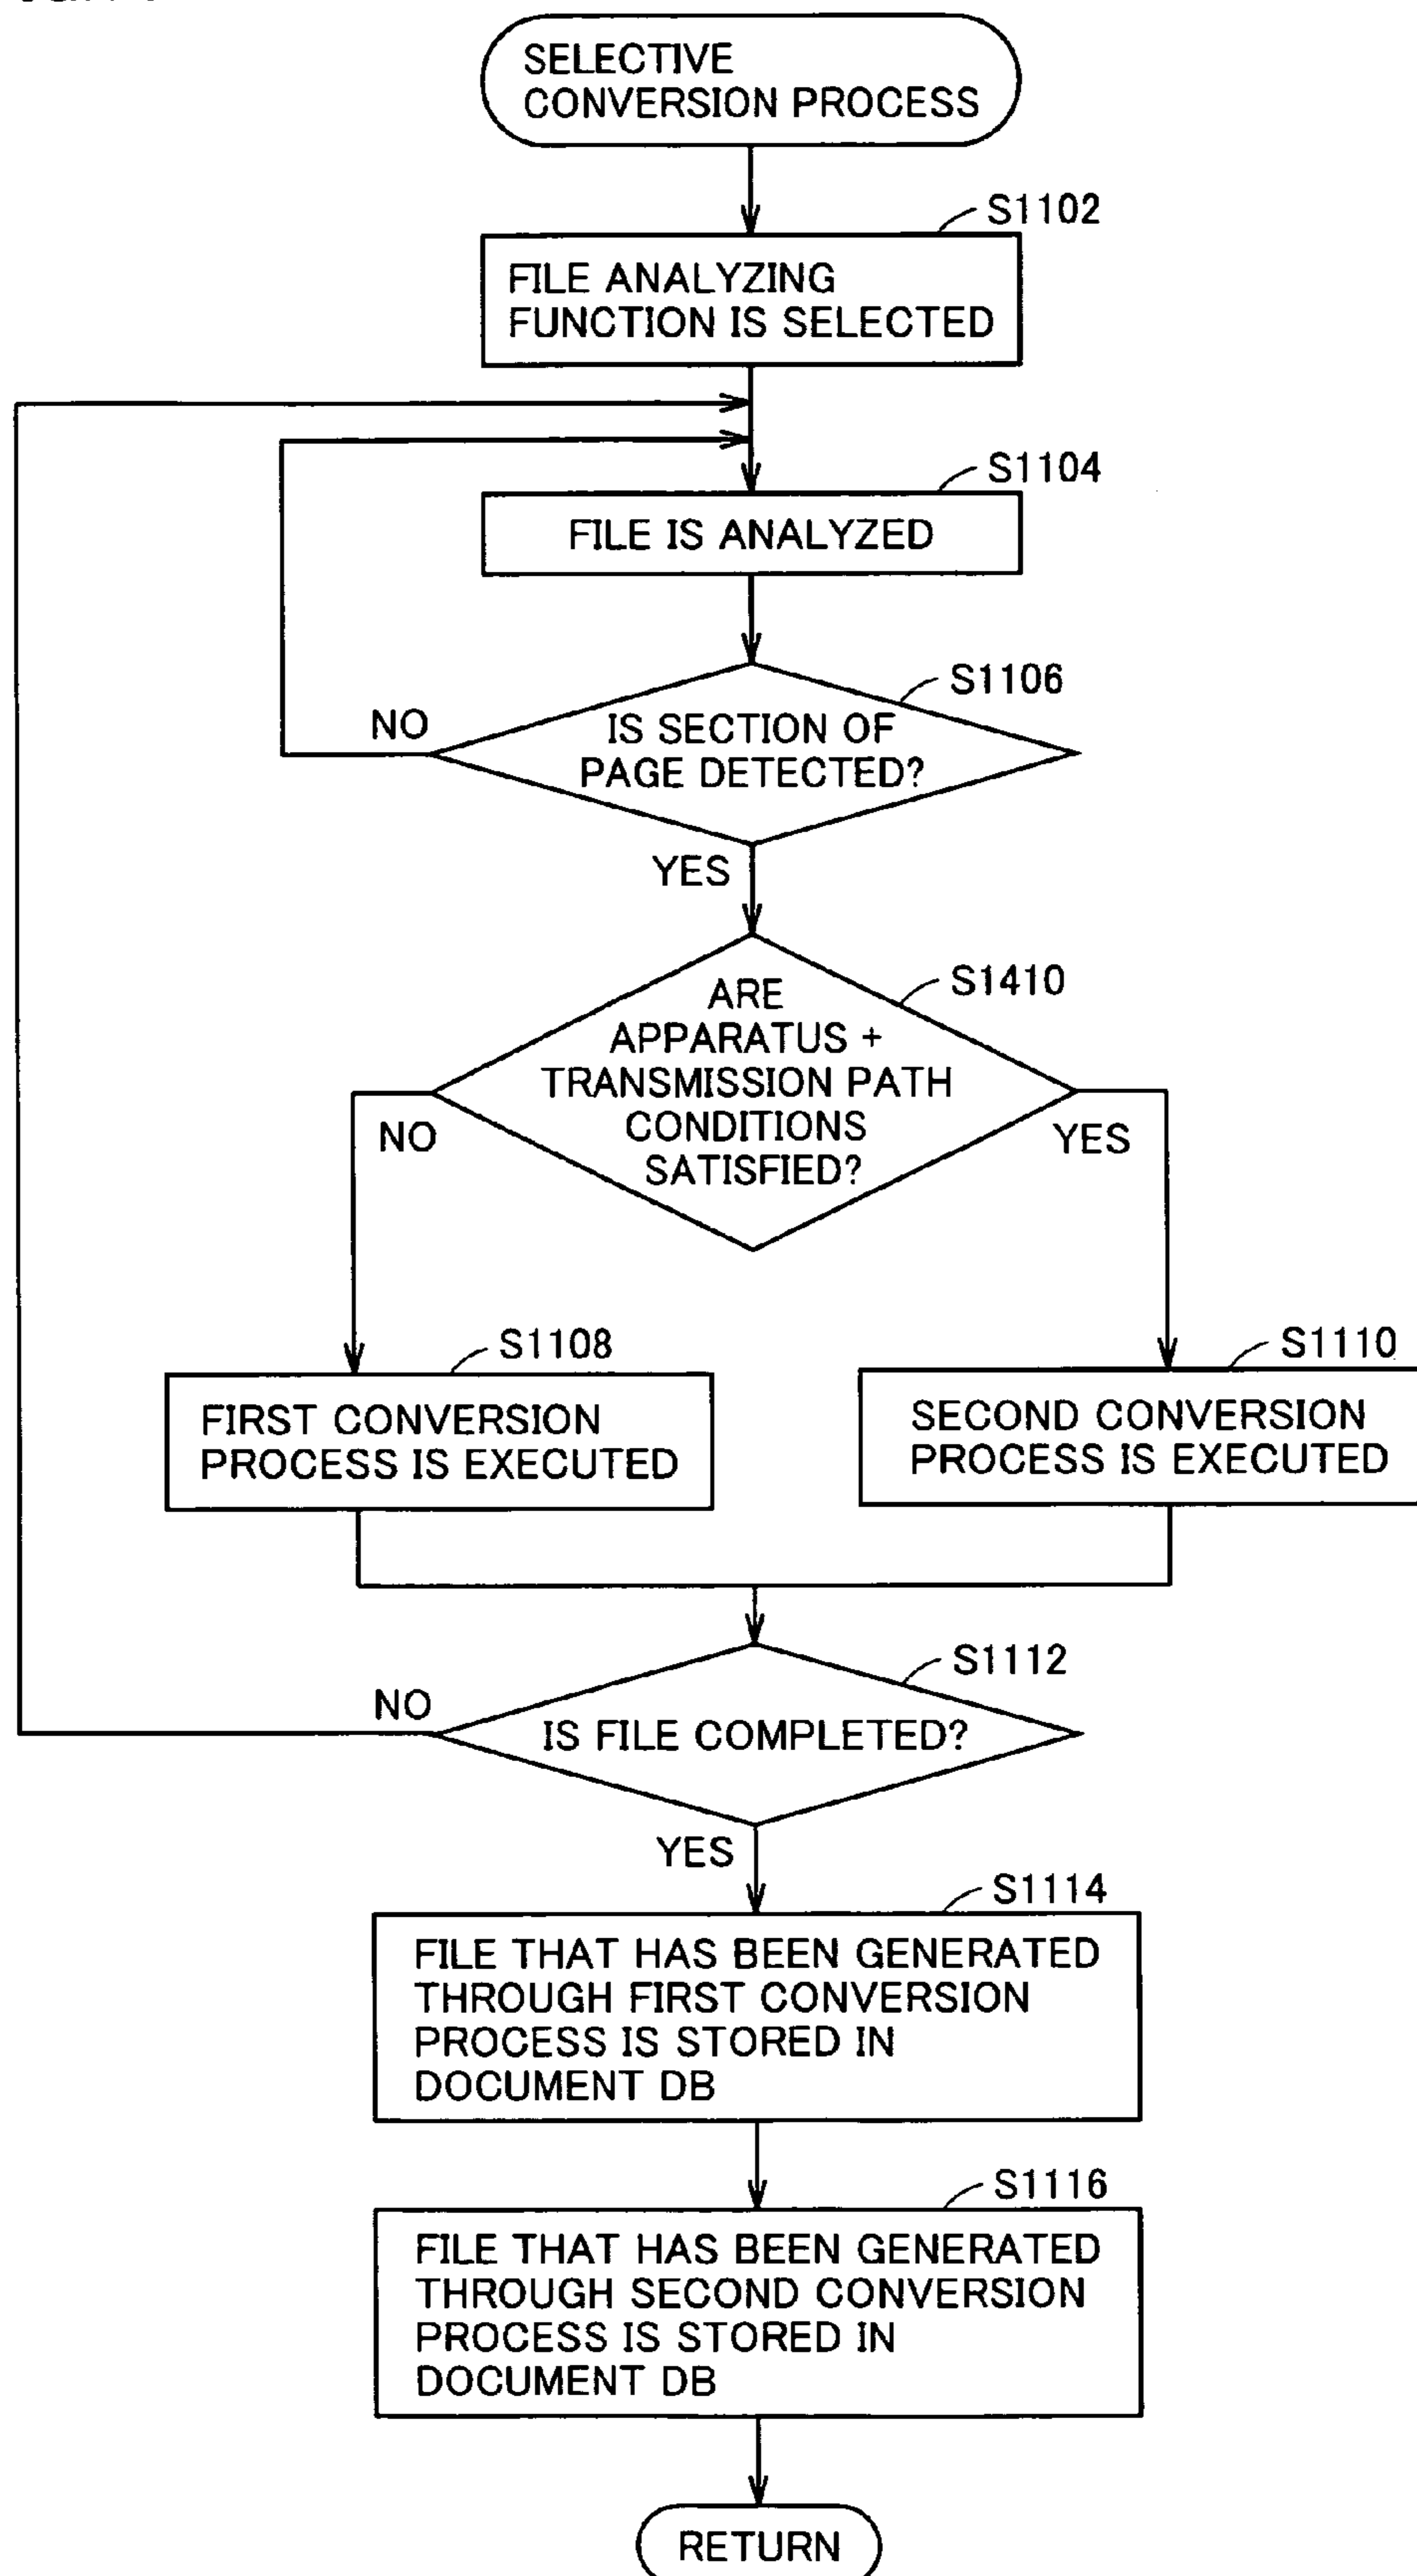 SELECTIVE
CONVERSION PROCESS
S1102
FILE ANALYZING
FUNCTION IS SELECTED
S1104
FILE IS ANALYZED
S1106
NO
IS SECTION OF
PAGE DETECTED?
YES
S1410
ARE
APPARATUS +
TRANSMISSION PATH
CONDITIONS
SATISFIED?
NO
YES
S1108
S1110
FIRST CONVERSION
PROCESS IS EXECUTED
SECOND CONVERSION
PROCESS IS EXECUTED
S1112
NO
IS FILE COMPLETED?
YES
S1114
FILE THAT HAS BEEN GENERATED
THROUGH FIRST CONVERSION
PROCESS IS STORED IN
DOCUMENT DB
S1116
FILE THAT HAS BEEN GENERATED
THROUGH SECOND CONVERSION
PROCESS IS STORED IN
DOCUMENT DB
RETURN